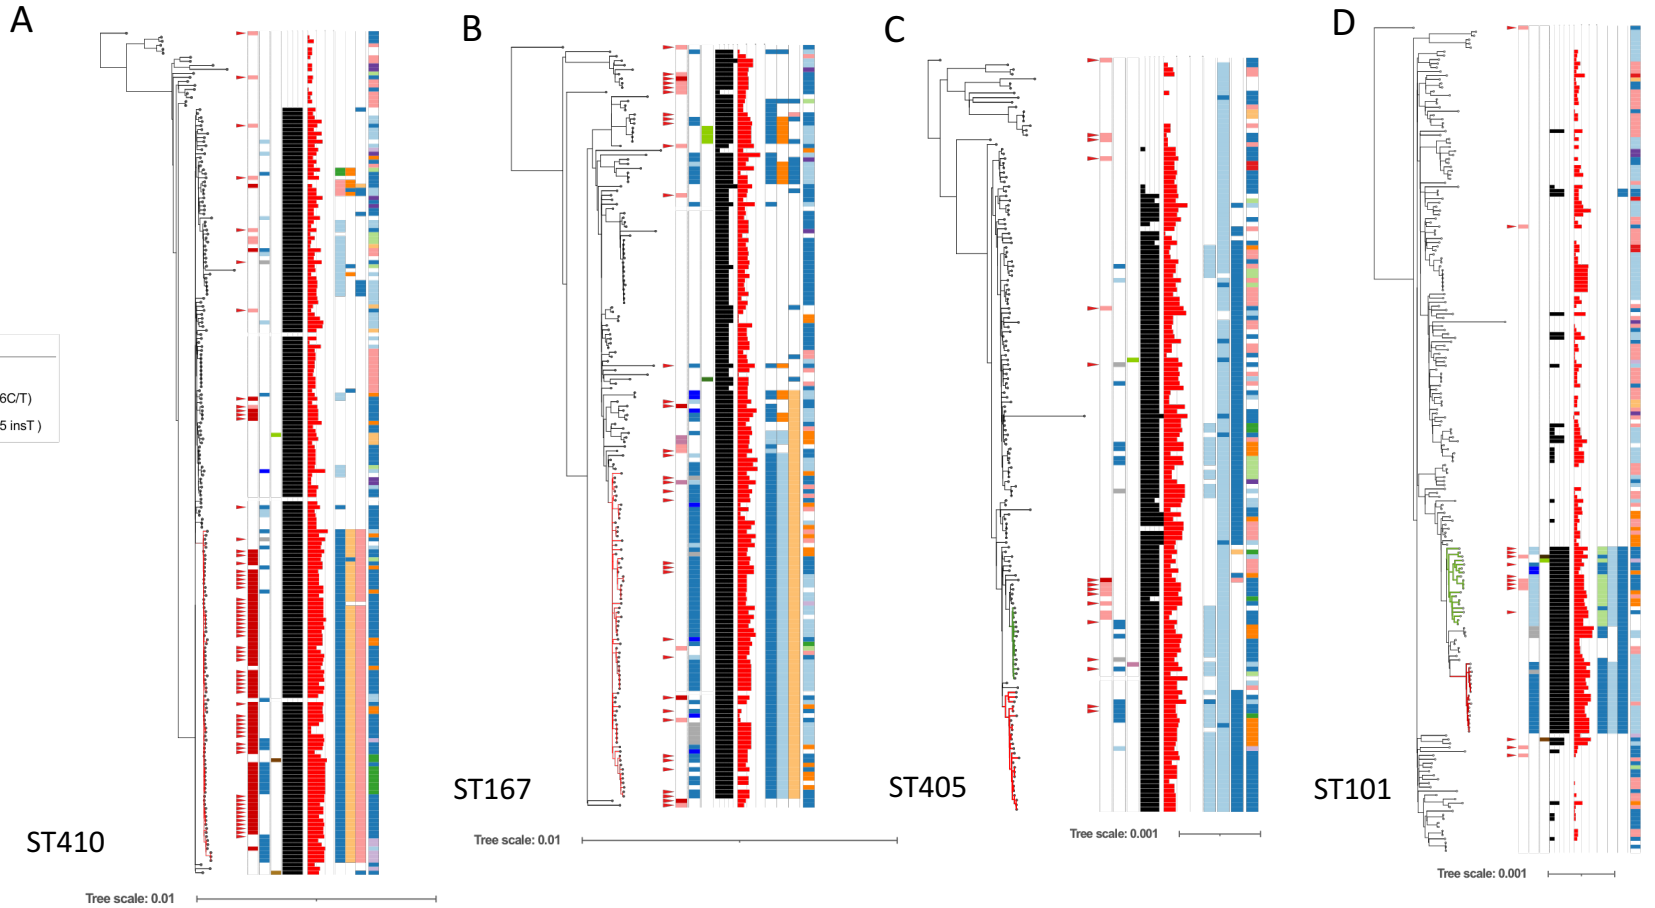 A
B
C
D
6C/T)
5 insT )
ST410
ST167
ST405
ST101
Tree scale: 0.01
Tree scale: 0.01
Tree scale: 0.001
Tree scale: 0.001